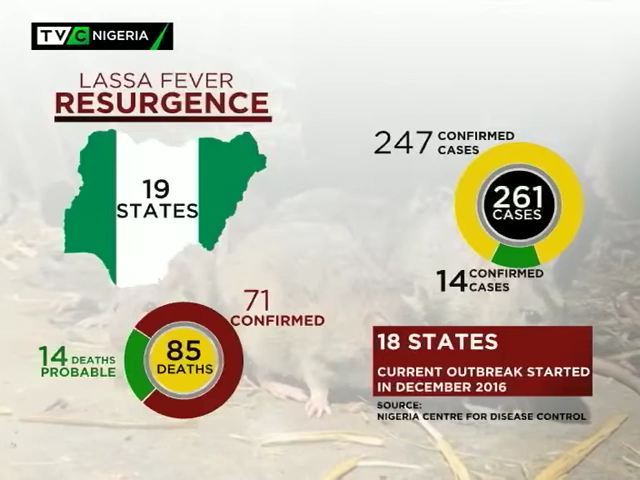 TVC NIGERIA
LASSA FEVER
RESURGENCE
19
STATES
247 CONFIRMED
CASES
261
CASES
14 CONFIRMED
CASES
71
CONFIRMED
14 DEATHS
PROBABLE
85
DEATHS
18 STATES
CURRENT OUTBREAK STARTED
IN DECEMBER 2016
SOURCE:
NIGERIA CENTRE FOR DISEASE CONTROL